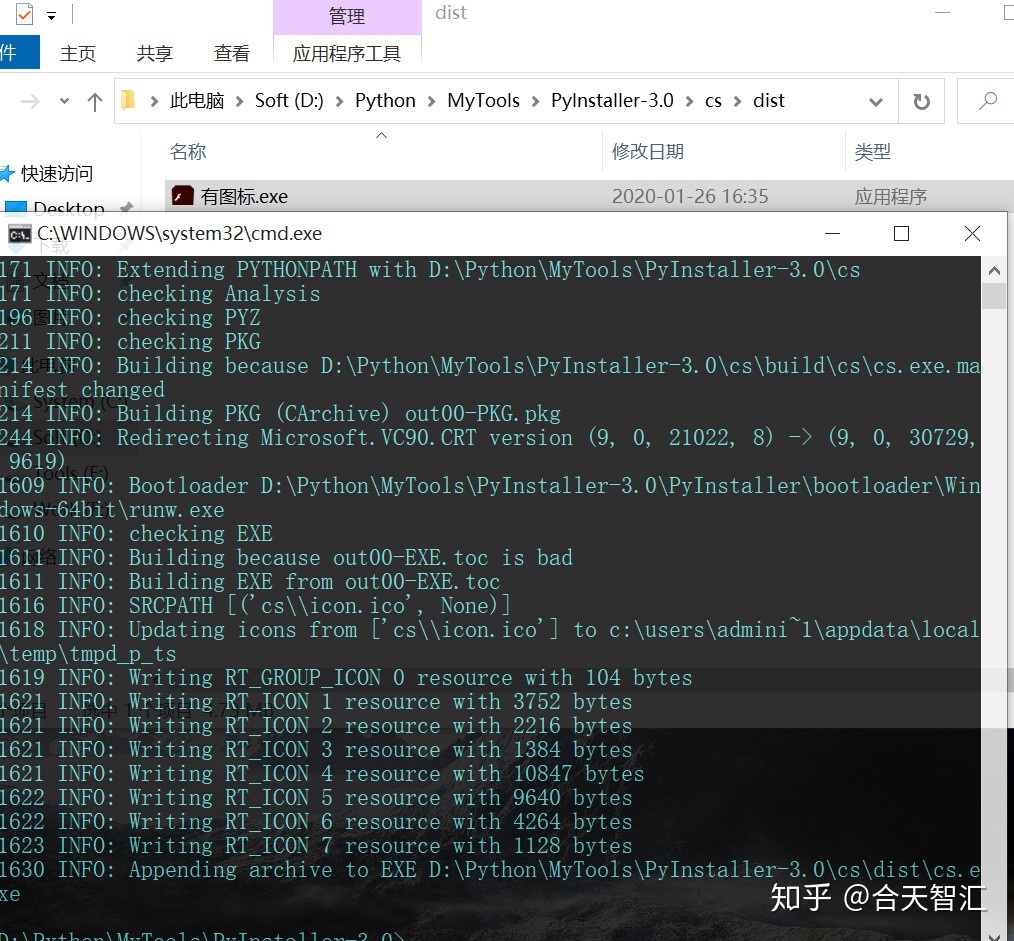 管理
dist
件
主页
共享
查看
应用程序工具
此电脑 > Soft (D:) > Python > MyTools > PyInstaller-3.0 > cs > dist
名称
修改日期
类型
快速访问
有图标.exe
2020-01-26 16:35
应用程序
Desktop
C:\WINDOWS\system32\cmd.exe
下载
171 INFO: Extending PYTHONPATH with D:\Python\MyTools\PyInstaller-3.0\cs
171 INFO: checking Analysis
196 INFO: checking PYZ
211 INFO: checking PKG
214 INFO: Building because D:\Python\MyTools\PyInstaller-3.0\cs\build\cs\cs.exe.ma
nifest changed
214 INFO: Building PKG (CArchive) out00-PKG.pkg
244 INFO: Redirecting Microsoft.VC90.CRT version (9, 0, 21022, 8) -> (9, 0, 30729,
9619)
1609 INFO: Bootloader D:\Python\MyTools\PyInstaller-3.0\PyInstaller\bootloader\Win
dows-64bit\runw.exe
1610 INFO: checking EXE
1611 INFO: Building because out00-EXE.toc is bad
1611 INFO: Building EXE from out00-EXE.toc
1616 INFO: SRCPATH [('cs\\icon.ico', None)]
1618 INFO: Updating icons from ['cs\\icon.ico'] to c:\users\admini~1\appdata\local
\temp\tmpd_p_ts
1619 INFO: Writing RT_GROUP_ICON 0 resource with 104 bytes
1621 INFO: Writing RT_ICON 1 resource with 3752 bytes
1621 INFO: Writing RT_ICON 2 resource with 2216 bytes
1621 INFO: Writing RT_ICON 3 resource with 1384 bytes
1621 INFO: Writing RT_ICON 4 resource with 10847 bytes
1622 INFO: Writing RT_ICON 5 resource with 9640 bytes
1622 INFO: Writing RT_ICON 6 resource with 4264 bytes
1623 INFO: Writing RT_ICON 7 resource with 1128 bytes
1630 INFO: Appending archive to EXE D:\Python\MyTools\PyInstaller-3.0\cs\dist\cs.e
xe
D:\Python\MyTools\PyInstaller-3.0>
知乎 @合天智汇